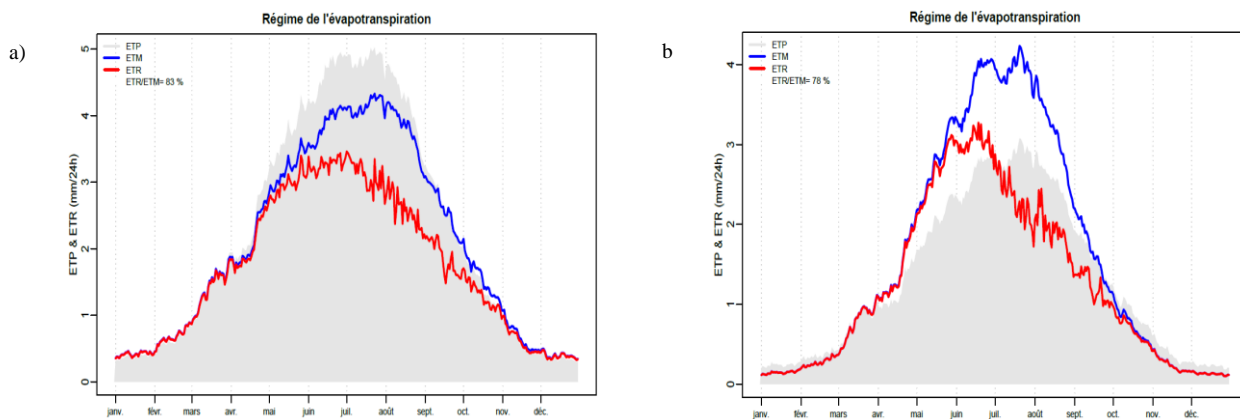 a)
Régime de l'évapotranspiration
ETP & ETR (mm/24h)
5
4
3
2
1
0
ETP
ETM
ETR
ETR/ETM= 83 %
janv. févr. mars avr. mai juin juil. août sept. oct. nov. déc.
b
Régime de l'évapotranspiration
ETP & ETR (mm/24h)
4
3
2
1
0
ETP
ETM
ETR
ETR/ETM= 78 %
janv. févr. mars avr. mai juin juil. août sept. oct. nov. déc.